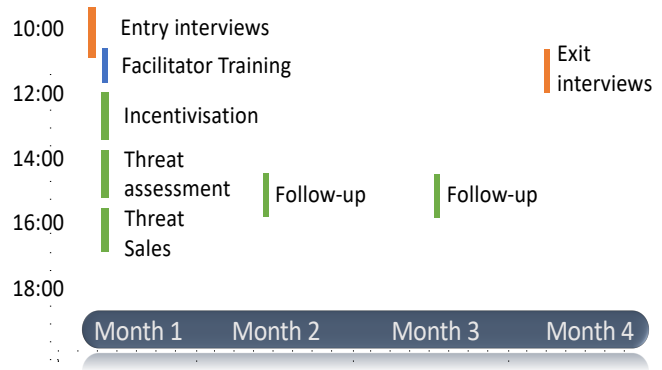 10:00
Entry interviews
Facilitator Training
Exit
interviews
12:00
Incentivisation
14:00
Threat
assessment
Follow-up
Follow-up
16:00
Threat
Sales
18:00
Month 1
Month 2
Month 3
Month 4